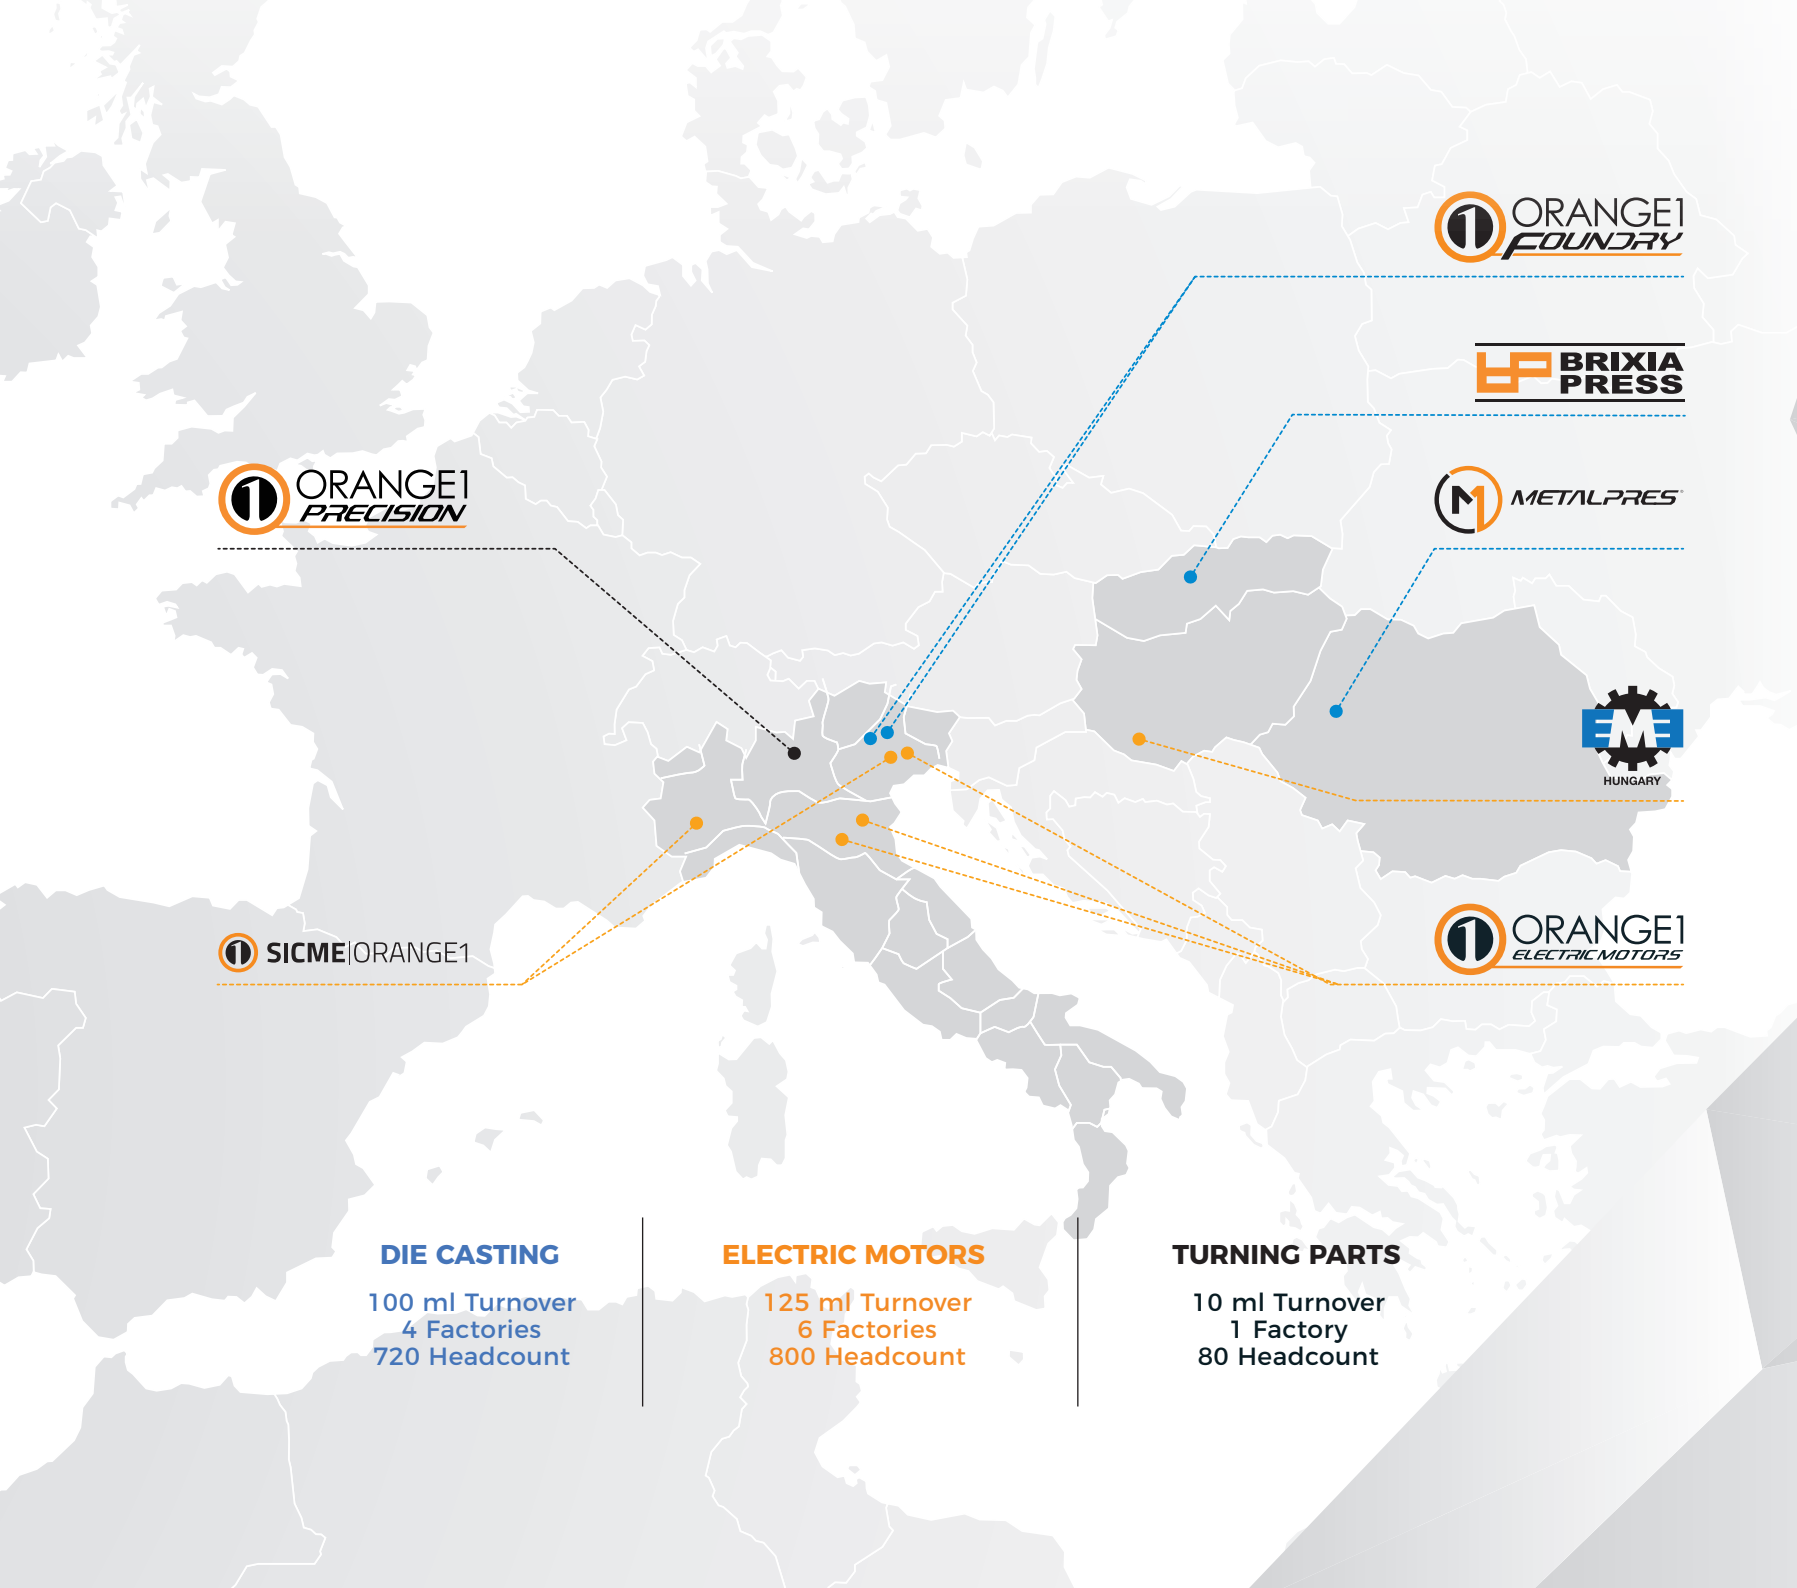 ORANGE1
FOUNDRY
BRIXIA
PRESS
METALPRES®
ORANGE1
PRECISION
EME
HUNGARY
ORANGE1
ELECTRIC MOTORS
SICME|ORANGE1
DIE CASTING
100 ml Turnover
4 Factories
720 Headcount
ELECTRIC MOTORS
125 ml Turnover
6 Factories
800 Headcount
TURNING PARTS
10 ml Turnover
1 Factory
80 Headcount